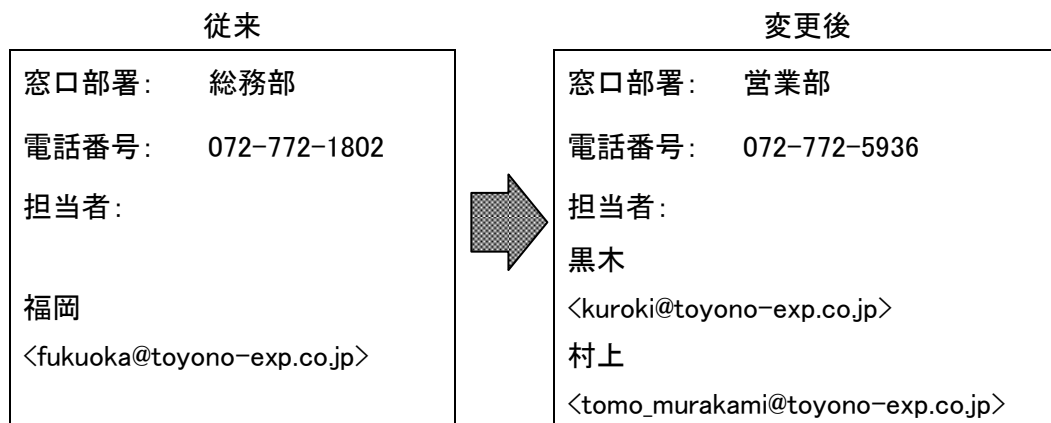 従来
窓口部署： 総務部
電話番号： 072-772-1802
担当者：
福岡
<fukuoka@toyono-exp.co.jp>
変更後
窓口部署： 営業部
電話番号： 072-772-5936
担当者：
黒木
<kuroki@toyono-exp.co.jp>
村上
<tomo_murakami@toyono-exp.co.jp>